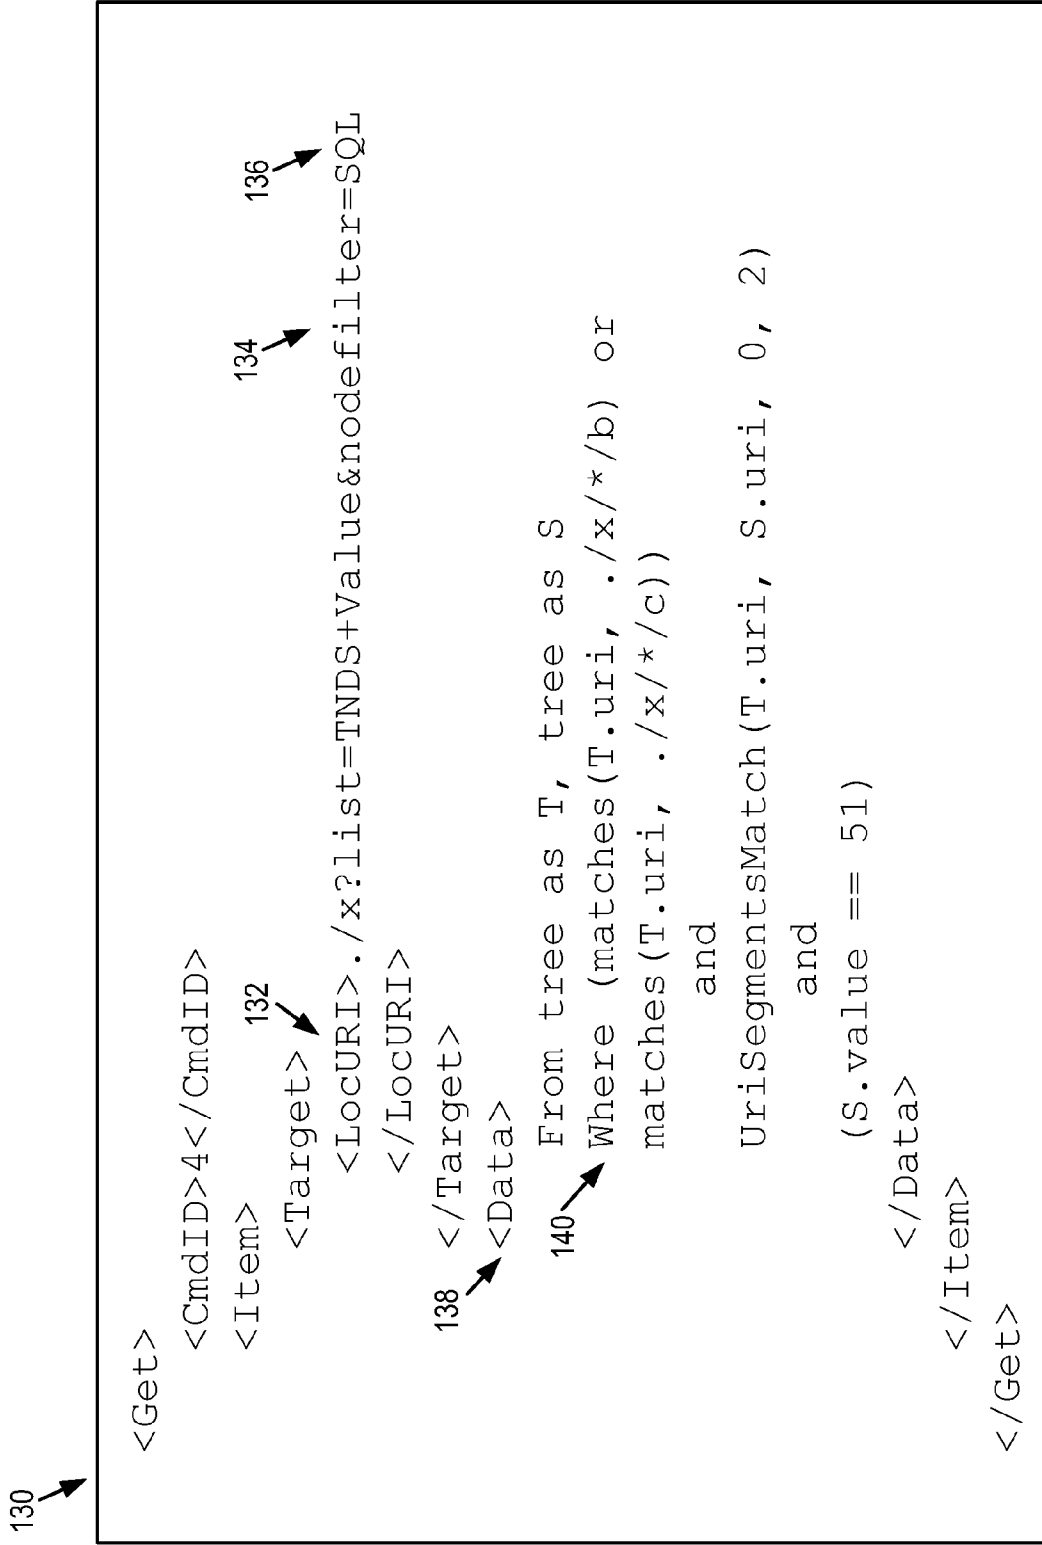 130
<Get>
<CmdID>4</CmdID>
<Item>
132
134
136
<Target>
<LocURI>./x?list=TNDS+Value&nodefilter=SQL
</LocURI>
</Target>
138
<Data>
140
From tree as T, tree as S
Where (matches(T.uri, ./x/*/b) or
matches(T.uri, ./x/*/c))
and
UriSegmentsMatch(T.uri, S.uri, 0, 2)
and
(S.value == 51)
</Data>
</Item>
</Get>